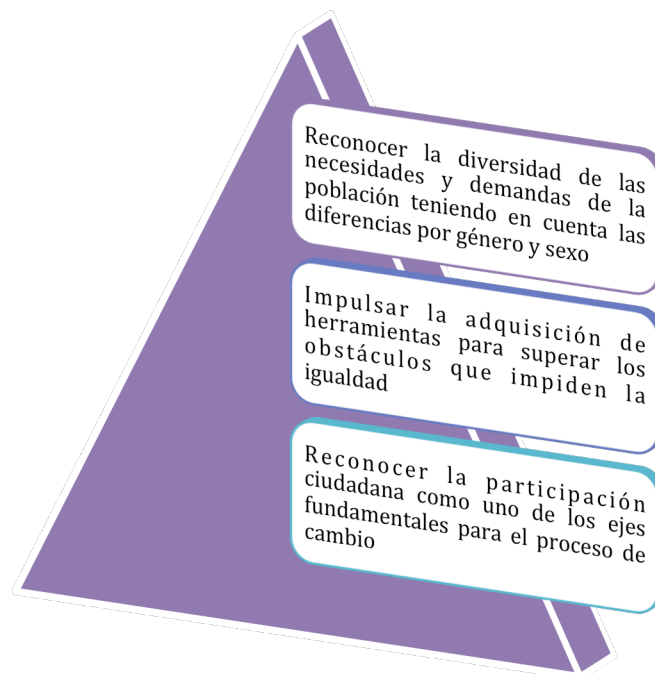 Reconocer la diversidad de las
necesidades y demandas de la
población teniendo en cuenta las
diferencias por género y sexo
Impulsar la adquisición de
herramientas para superar los
obstáculos que impiden la
igualdad
Reconocer la participación
ciudadana como uno de los ejes
fundamentales para el proceso de
cambio